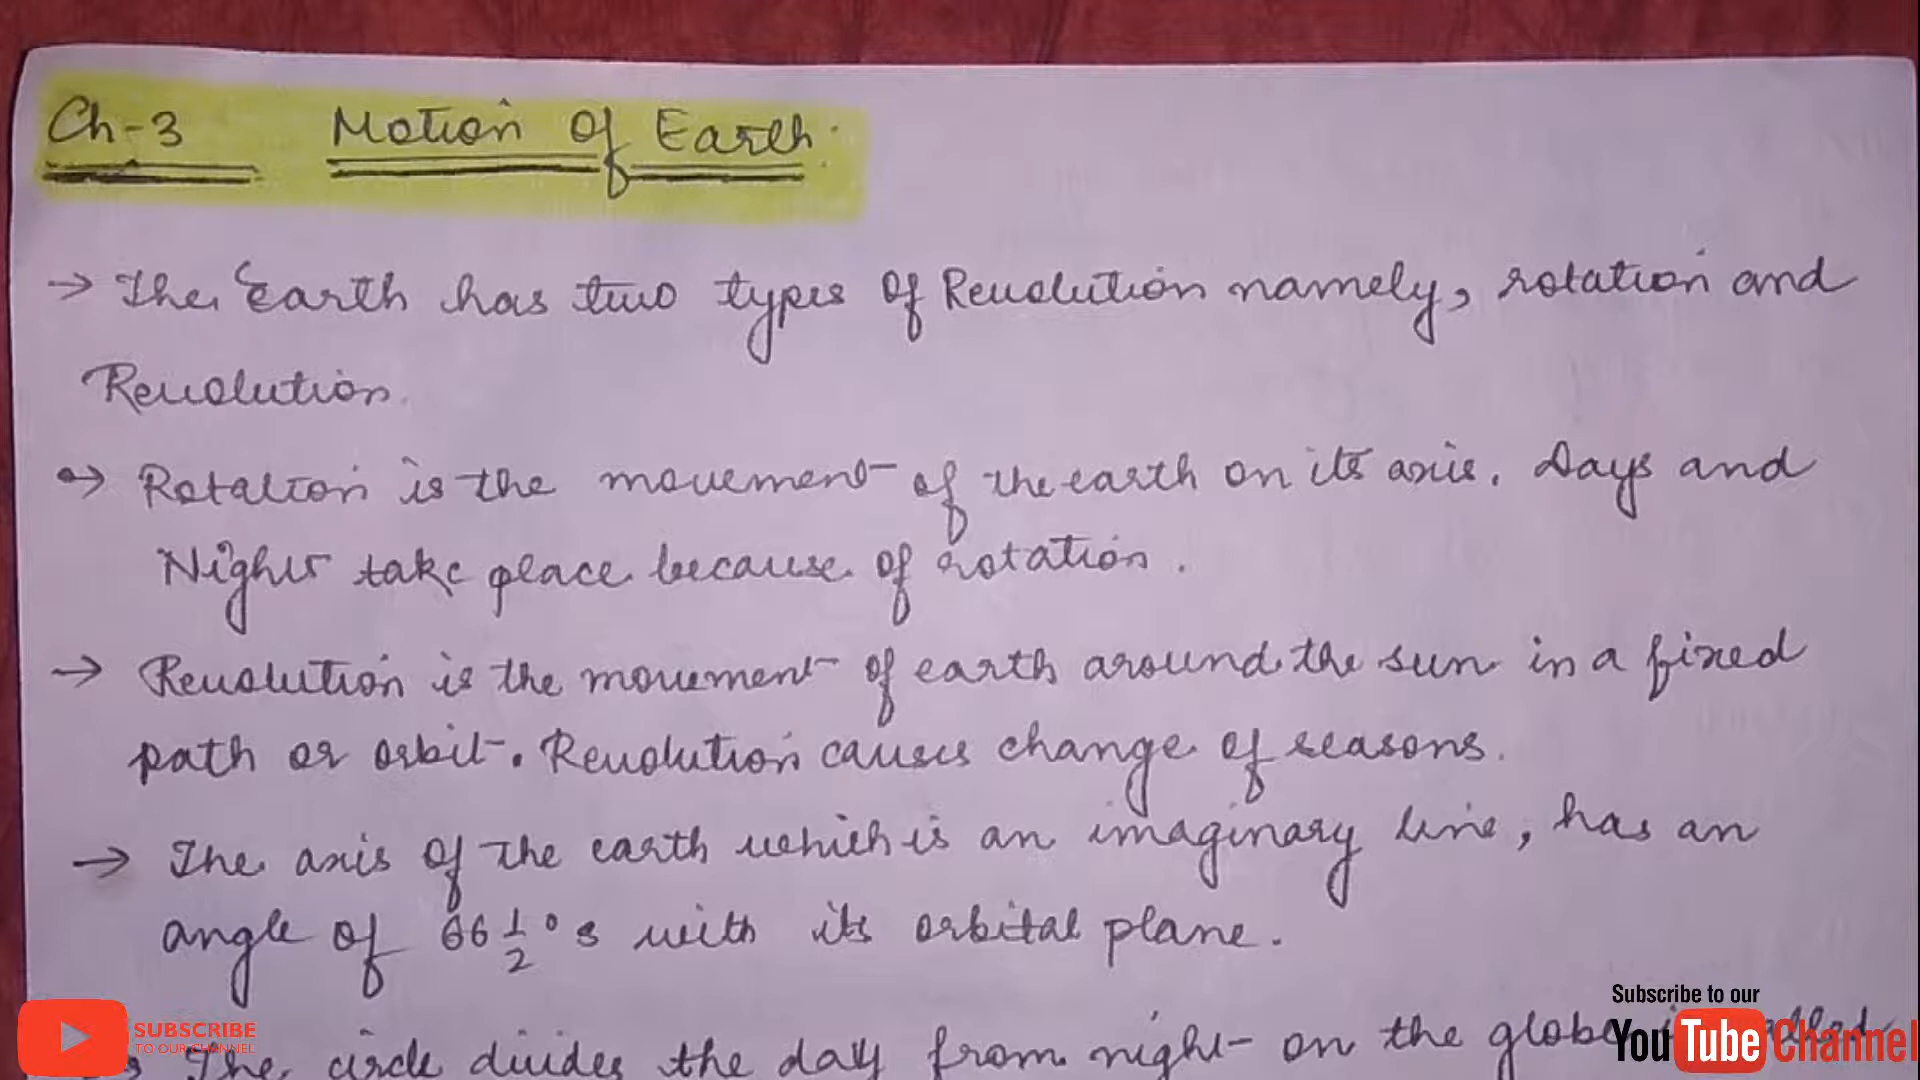 Ch-3 Motion of Earth.
→ The Earth has two types of Revolution namely, rotation and
Revolution.
→ Rotation is the movement of the earth on its axis. Days and
Nights take place because of rotation.
→ Revolution is the movement of earth around the sun in a fixed
path or orbit. Revolution causes change of seasons.
→ The axis of the earth which is an imaginary line, has an
angle of 66 1/2° s with its orbital plane.
The circle divides the day from night on the globe is called
SUBSCRIBE
TO OUR CHANNEL
Subscribe to our
YouTube Channel